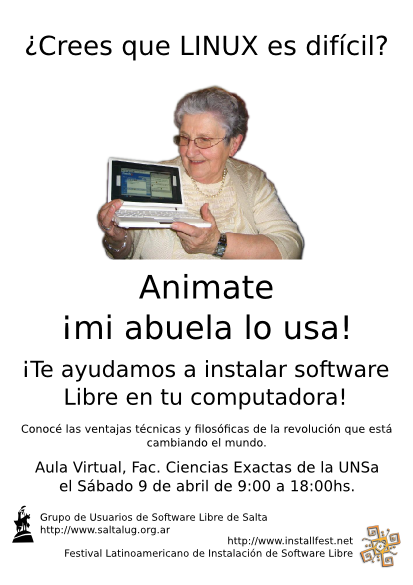 ¿Crees que LINUX es difícil?
Animate
¡mi abuela lo usa!
¡Te ayudamos a instalar software
Libre en tu computadora!
Conocé las ventajas técnicas y filosóficas de la revolución que está
cambiando el mundo.
Aula Virtual, Fac. Ciencias Exactas de la UNSa
el Sábado 9 de abril de 9:00 a 18:00hs.
Grupo de Usuarios de Software Libre de Salta
http://www.saltalug.org.ar
http://www.installfest.net
Festival Latinoamericano de Instalación de Software Libre